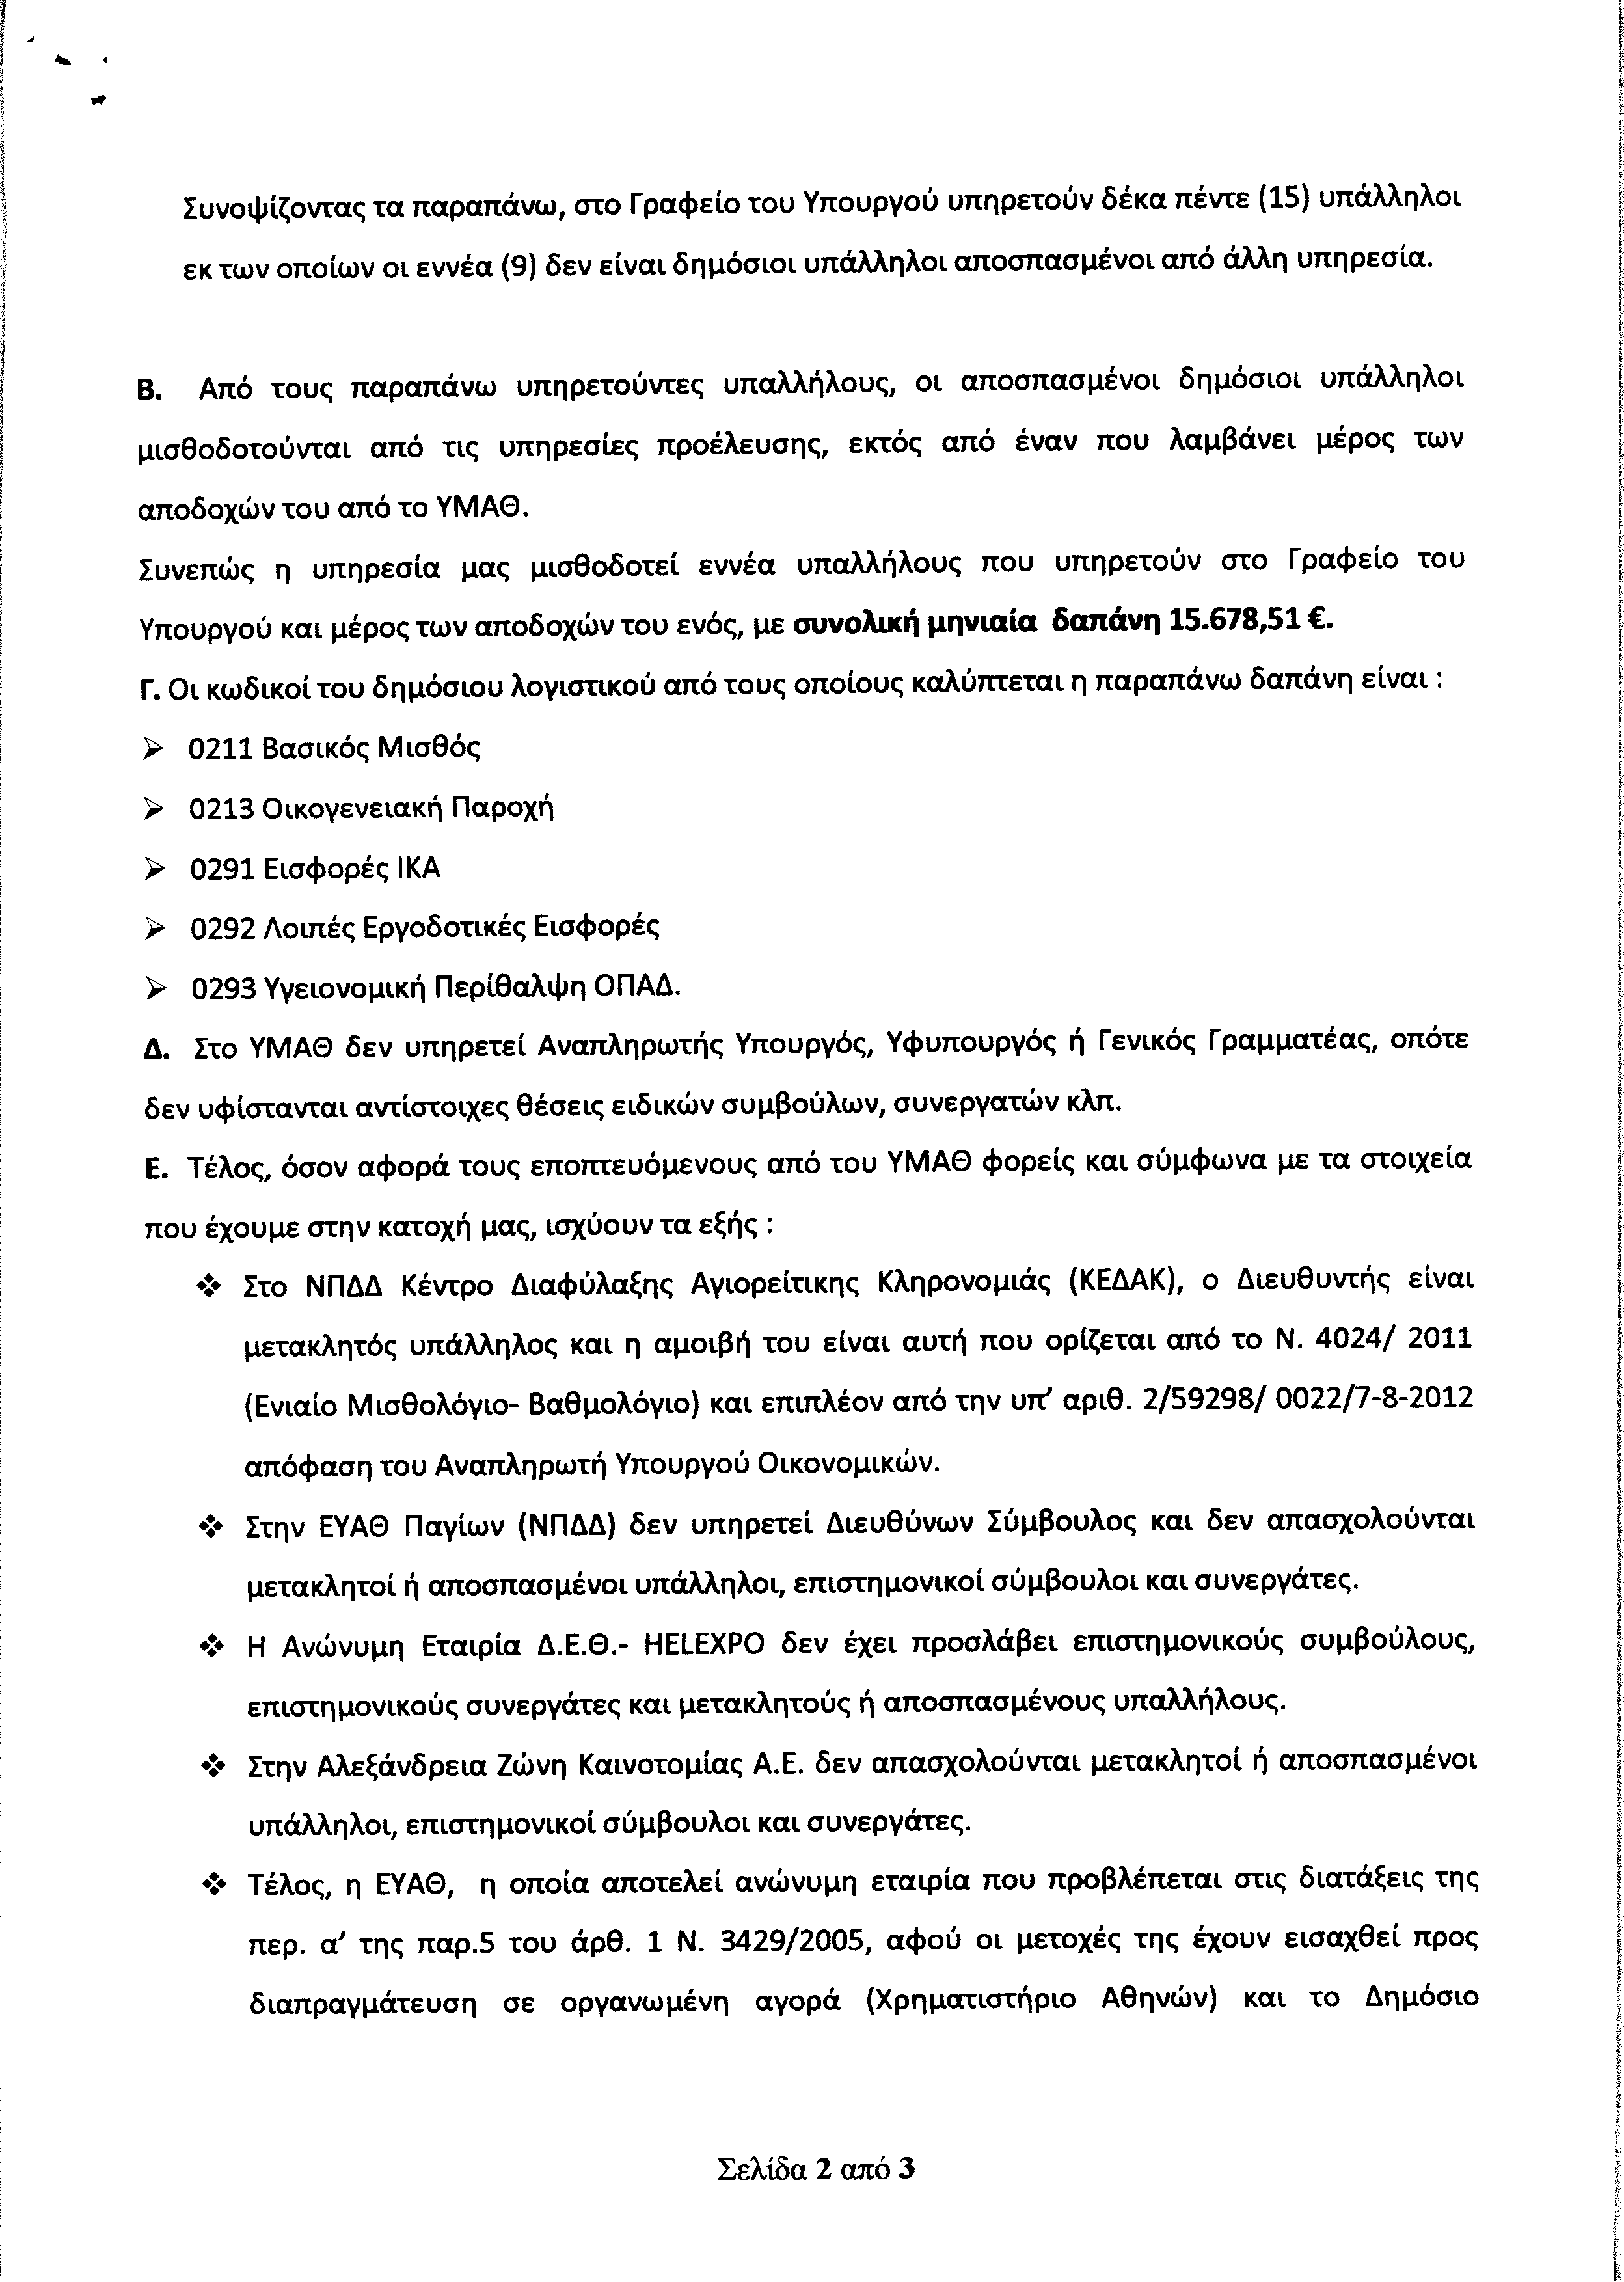 Συνοψίζοντας τα παραπάνω, στο Γραφείο του Υπουργού υπηρετούν δέκα πέντε (15) υπάλληλοι
εκ των οποίων οι εννέα (9) δεν είναι δημόσιοι υπάλληλοι αποσπασμένοι από άλλη υπηρεσία.
Β. Από τους παραπάνω υπηρετούντες υπαλλήλους, οι αποσπασμένοι δημόσιοι υπάλληλοι
μισθοδοτούνται από τις υπηρεσίες προέλευσης, εκτός από έναν που λαμβάνει μέρος των
αποδοχών του από το ΥΜΑΘ.
Συνεπώς η υπηρεσία μας μισθοδοτεί εννέα υπαλλήλους που υπηρετούν στο Γραφείο του
Υπουργού και μέρος των αποδοχών του ενός, με συνολική μηνιαία δαπάνη 15.678,51 €.
Γ. Οι κωδικοί του δημόσιου λογιστικού από τους οποίους καλύπτεται η παραπάνω δαπάνη είναι :
➢ 0211 Βασικός Μισθός
➢ 0213 Οικογενειακή Παροχή
➢ 0291 Εισφορές ΙΚΑ
➢ 0292 Λοιπές Εργοδοτικές Εισφορές
➢ 0293 Υγειονομική Περίθαλψη ΟΠΑΔ.
Δ. Στο ΥΜΑΘ δεν υπηρετεί Αναπληρωτής Υπουργός, Υφυπουργός ή Γενικός Γραμματέας, οπότε
δεν υφίστανται αντίστοιχες θέσεις ειδικών συμβούλων, συνεργατών κλπ.
Ε. Τέλος, όσον αφορά τους εποπτευόμενους από του ΥΜΑΘ φορείς και σύμφωνα με τα στοιχεία
που έχουμε στην κατοχή μας, ισχύουν τα εξής :
❖ Στο ΝΠΔΔ Κέντρο Διαφύλαξης Αγιορείτικης Κληρονομιάς (ΚΕΔΑΚ), ο Διευθυντής είναι
μετακλητός υπάλληλος και η αμοιβή του είναι αυτή που ορίζεται από το Ν. 4024/ 2011
(Ενιαίο Μισθολόγιο- Βαθμολόγιο) και επιπλέον από την υπ' αριθ. 2/59298/ 0022/7-8-2012
απόφαση του Αναπληρωτή Υπουργού Οικονομικών.
❖ Στην ΕΥΑΘ Παγίων (ΝΠΔΔ) δεν υπηρετεί Διευθύνων Σύμβουλος και δεν απασχολούνται
μετακλητοί ή αποσπασμένοι υπάλληλοι, επιστημονικοί σύμβουλοι και συνεργάτες.
❖ Η Ανώνυμη Εταιρία Δ.Ε.Θ.- HELEXPO δεν έχει προσλάβει επιστημονικούς συμβούλους,
επιστημονικούς συνεργάτες και μετακλητούς ή αποσπασμένους υπαλλήλους.
❖ Στην Αλεξάνδρεια Ζώνη Καινοτομίας Α.Ε. δεν απασχολούνται μετακλητοί ή αποσπασμένοι
υπάλληλοι, επιστημονικοί σύμβουλοι και συνεργάτες.
❖ Τέλος, η ΕΥΑΘ, η οποία αποτελεί ανώνυμη εταιρία που προβλέπεται στις διατάξεις της
περ. α' της παρ.5 του άρθ. 1 Ν. 3429/2005, αφού οι μετοχές της έχουν εισαχθεί προς
διαπραγμάτευση σε οργανωμένη αγορά (Χρηματιστήριο Αθηνών) και το Δημόσιο
Σελίδα 2 από 3